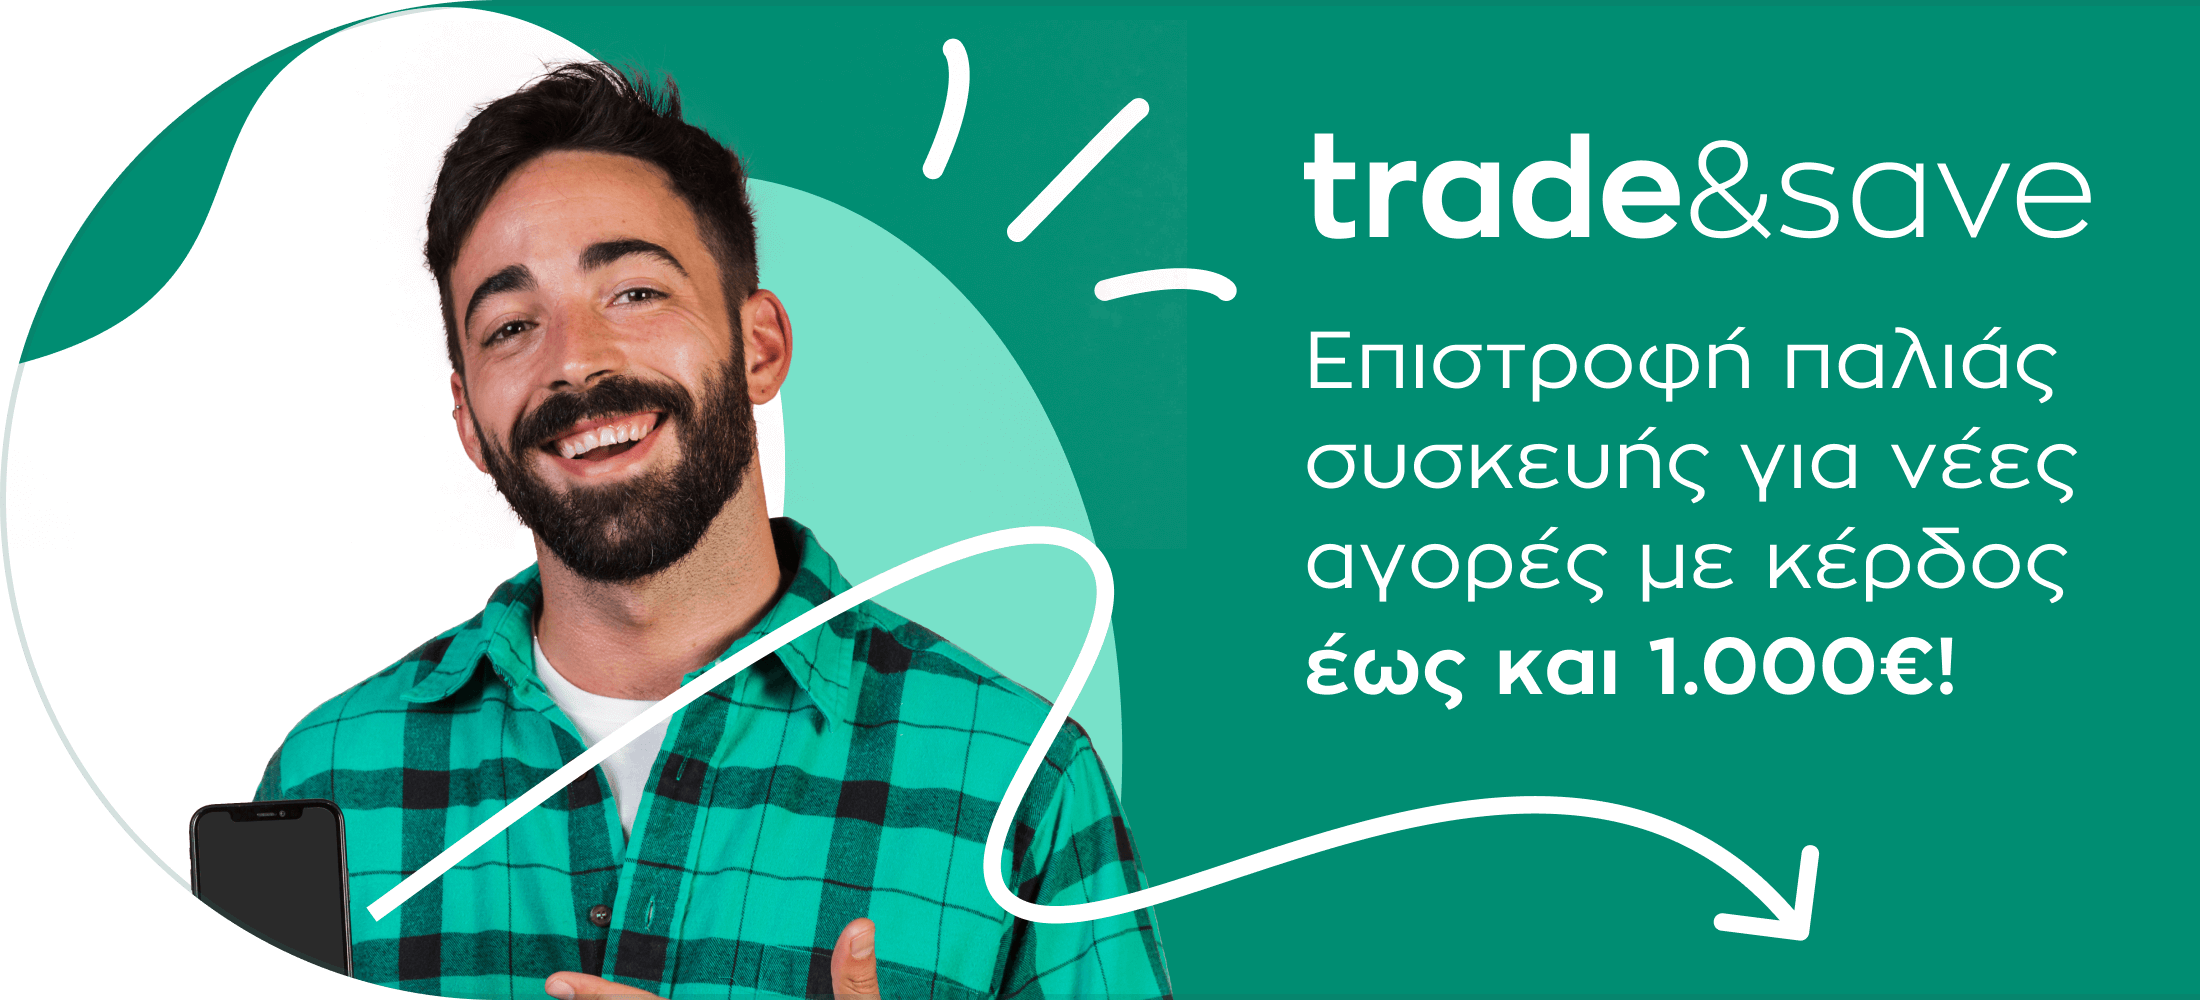 trade&save
Επιστροφή παλιάς
συσκευής για νέες
αγορές με κέρδος
έως και 1.000€!